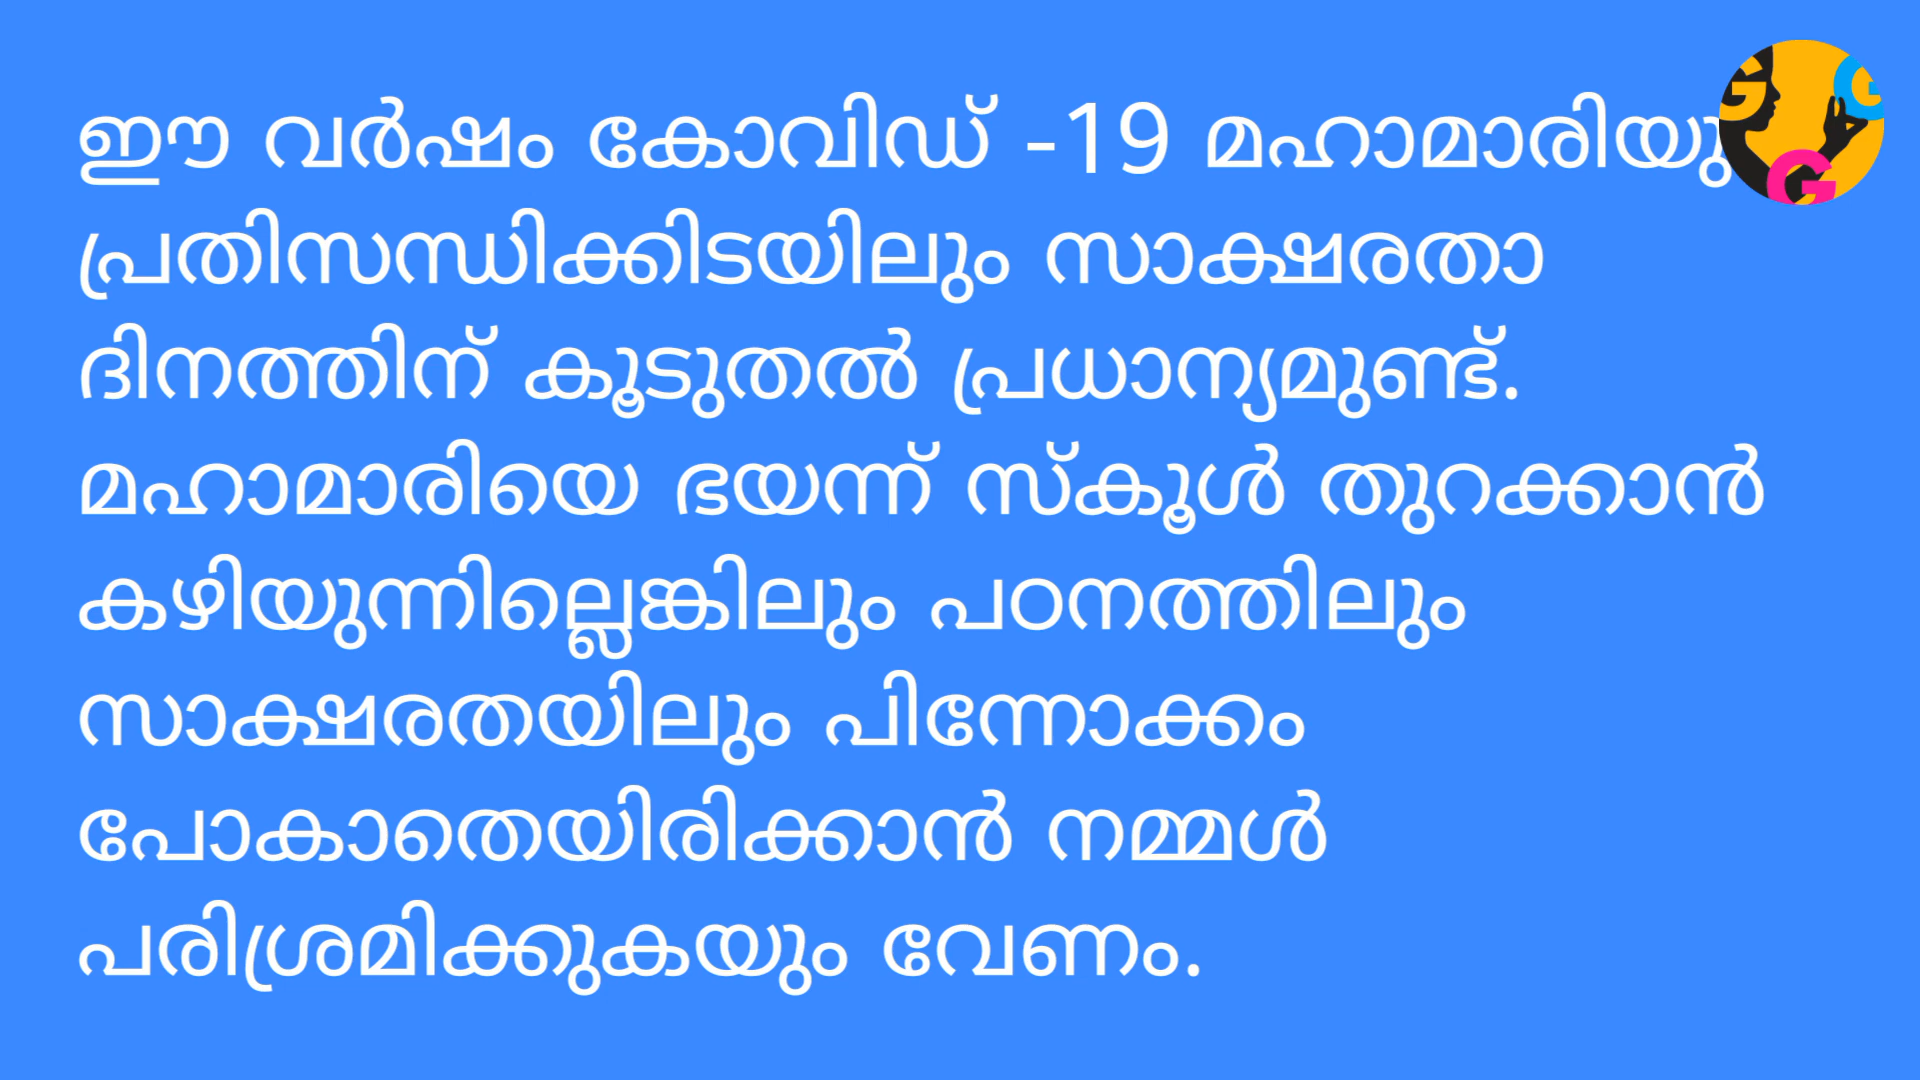 ഈ വർഷം കോവിഡ് -19
പ്രതിസന്ധിക്കിടയിലും സാക്ഷരതാ
ദിനത്തിന് കൂടുതൽ പ്രധാന്യമുണ്ട്.
മഹാമാരിയെ ഭയന്ന് സ്കൂൾ തുറക്കാൻ
കഴിയുന്നില്ലെങ്കിലും പഠനത്തിലും
സാക്ഷരതയിലും പിന്നോക്കം
പോകാതെയിരിക്കാൻ നമ്മൾ
പരിശ്രമിക്കുകയും വേണം.
G
G
G